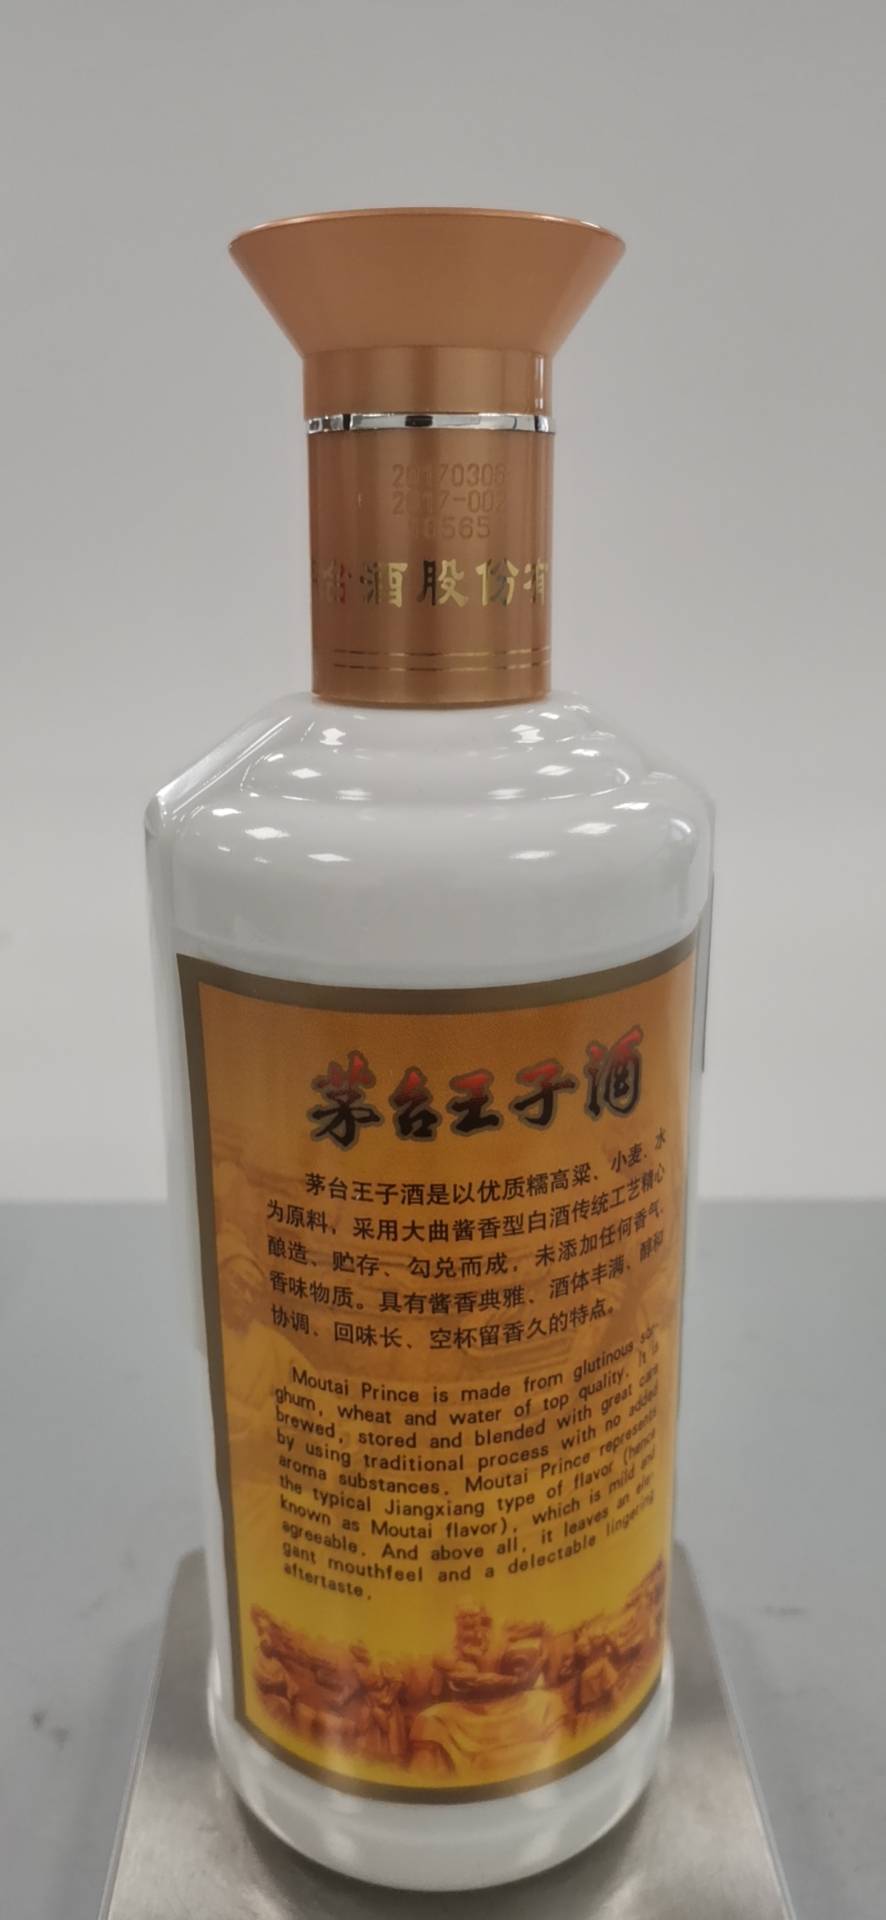 20170306
2017-002
10565
台酒股份有
茅台王子酒
茅台王子酒是以优质糯高粱、小麦、水
为原料，采用大曲酱香型白酒传统工艺精心
酿造、贮存、勾兑而成，未添加任何香气、
香味物质。具有酱香典雅、酒体丰满、醇和
协调、回味长、空杯留香久的特点。
Moutai Prince is made from glutinous sor-
ghum, wheat and water of top quality. It is
brewed, stored and blended with great care
by using traditional process with no added
aroma substances. Moutai Prince represents
the typical Jiangxiang type of flavor (hence
known as Moutai flavor), which is mild and
agreeable. And above all, it leaves an ele-
gant mouthfeel and a delectable lingering
aftertaste.